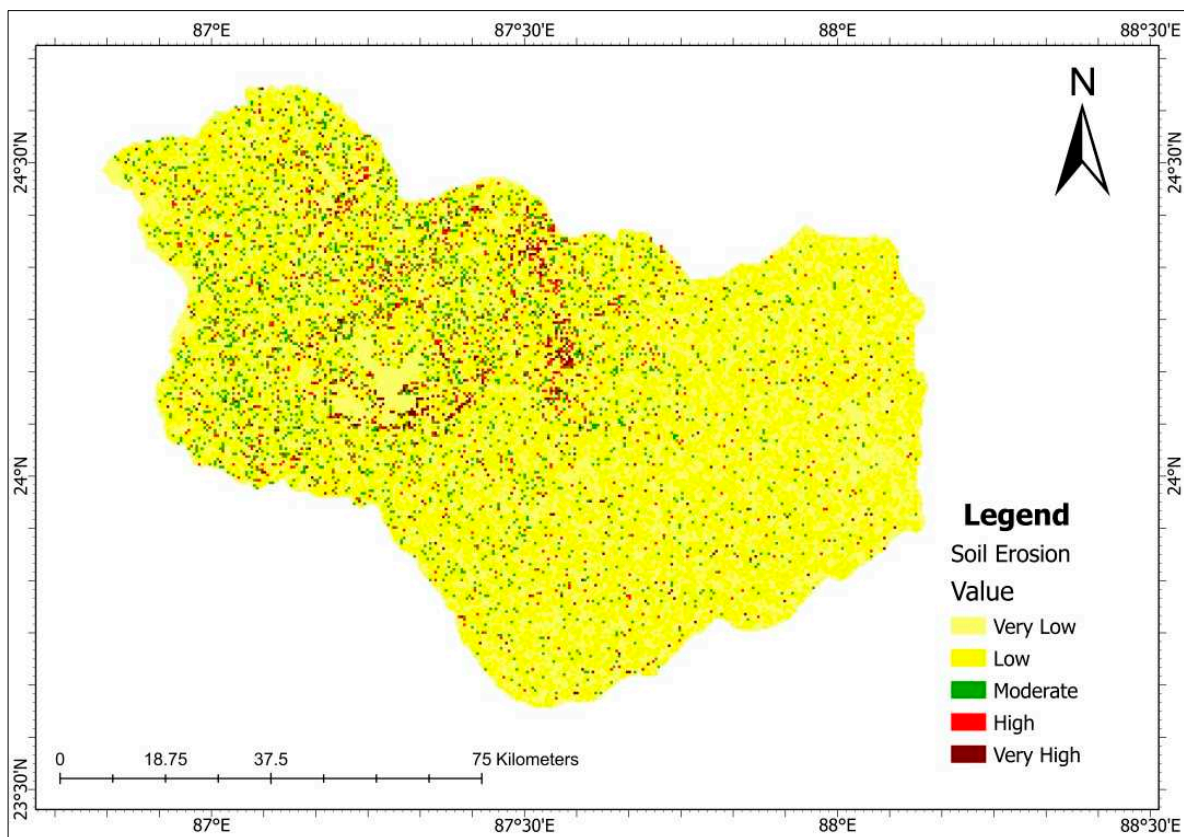 87°E 87°30'E 88°E 88°30'E
N
24°30'N 24°30'N
24°N 24°N
Legend
Soil Erosion
Value
Very Low
Low
Moderate
High
Very High
0 18.75 37.5 75 Kilometers
23°30'N
87°E 87°30'E 88°E 88°30'E